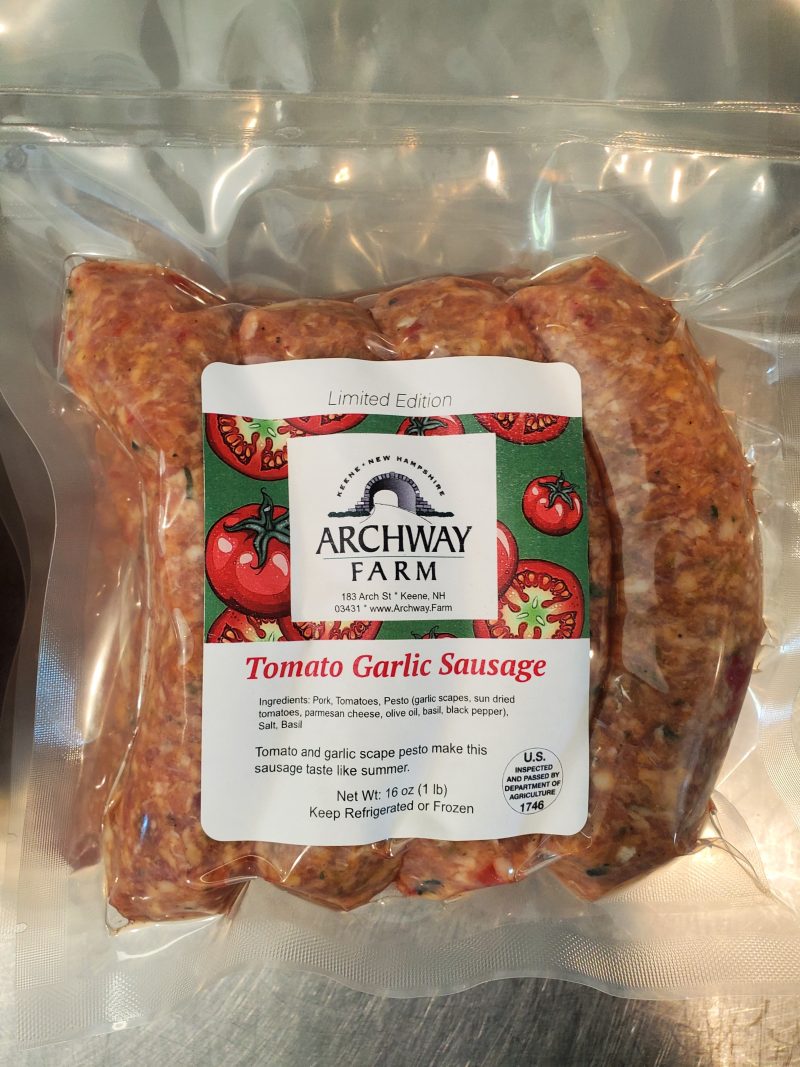 Limited Edition
KEENE • NEW HAMPSHIRE
ARCHWAY
FARM
183 Arch St * Keene, NH
03431 * www.Archway.Farm
Tomato Garlic Sausage
Ingredients: Pork, Tomatoes, Pesto (garlic scapes, sun dried
tomatoes, parmesan cheese, olive oil, basil, black pepper),
Salt, Basil
Tomato and garlic scape pesto make this
sausage taste like summer.
Net Wt: 16 oz (1 lb)
Keep Refrigerated or Frozen
U.S.
INSPECTED
AND PASSED BY
DEPARTMENT OF
AGRICULTURE
1746